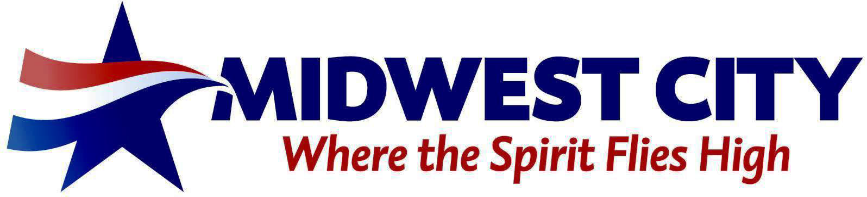 MIDWEST CITY
Where the Spirit Flies High